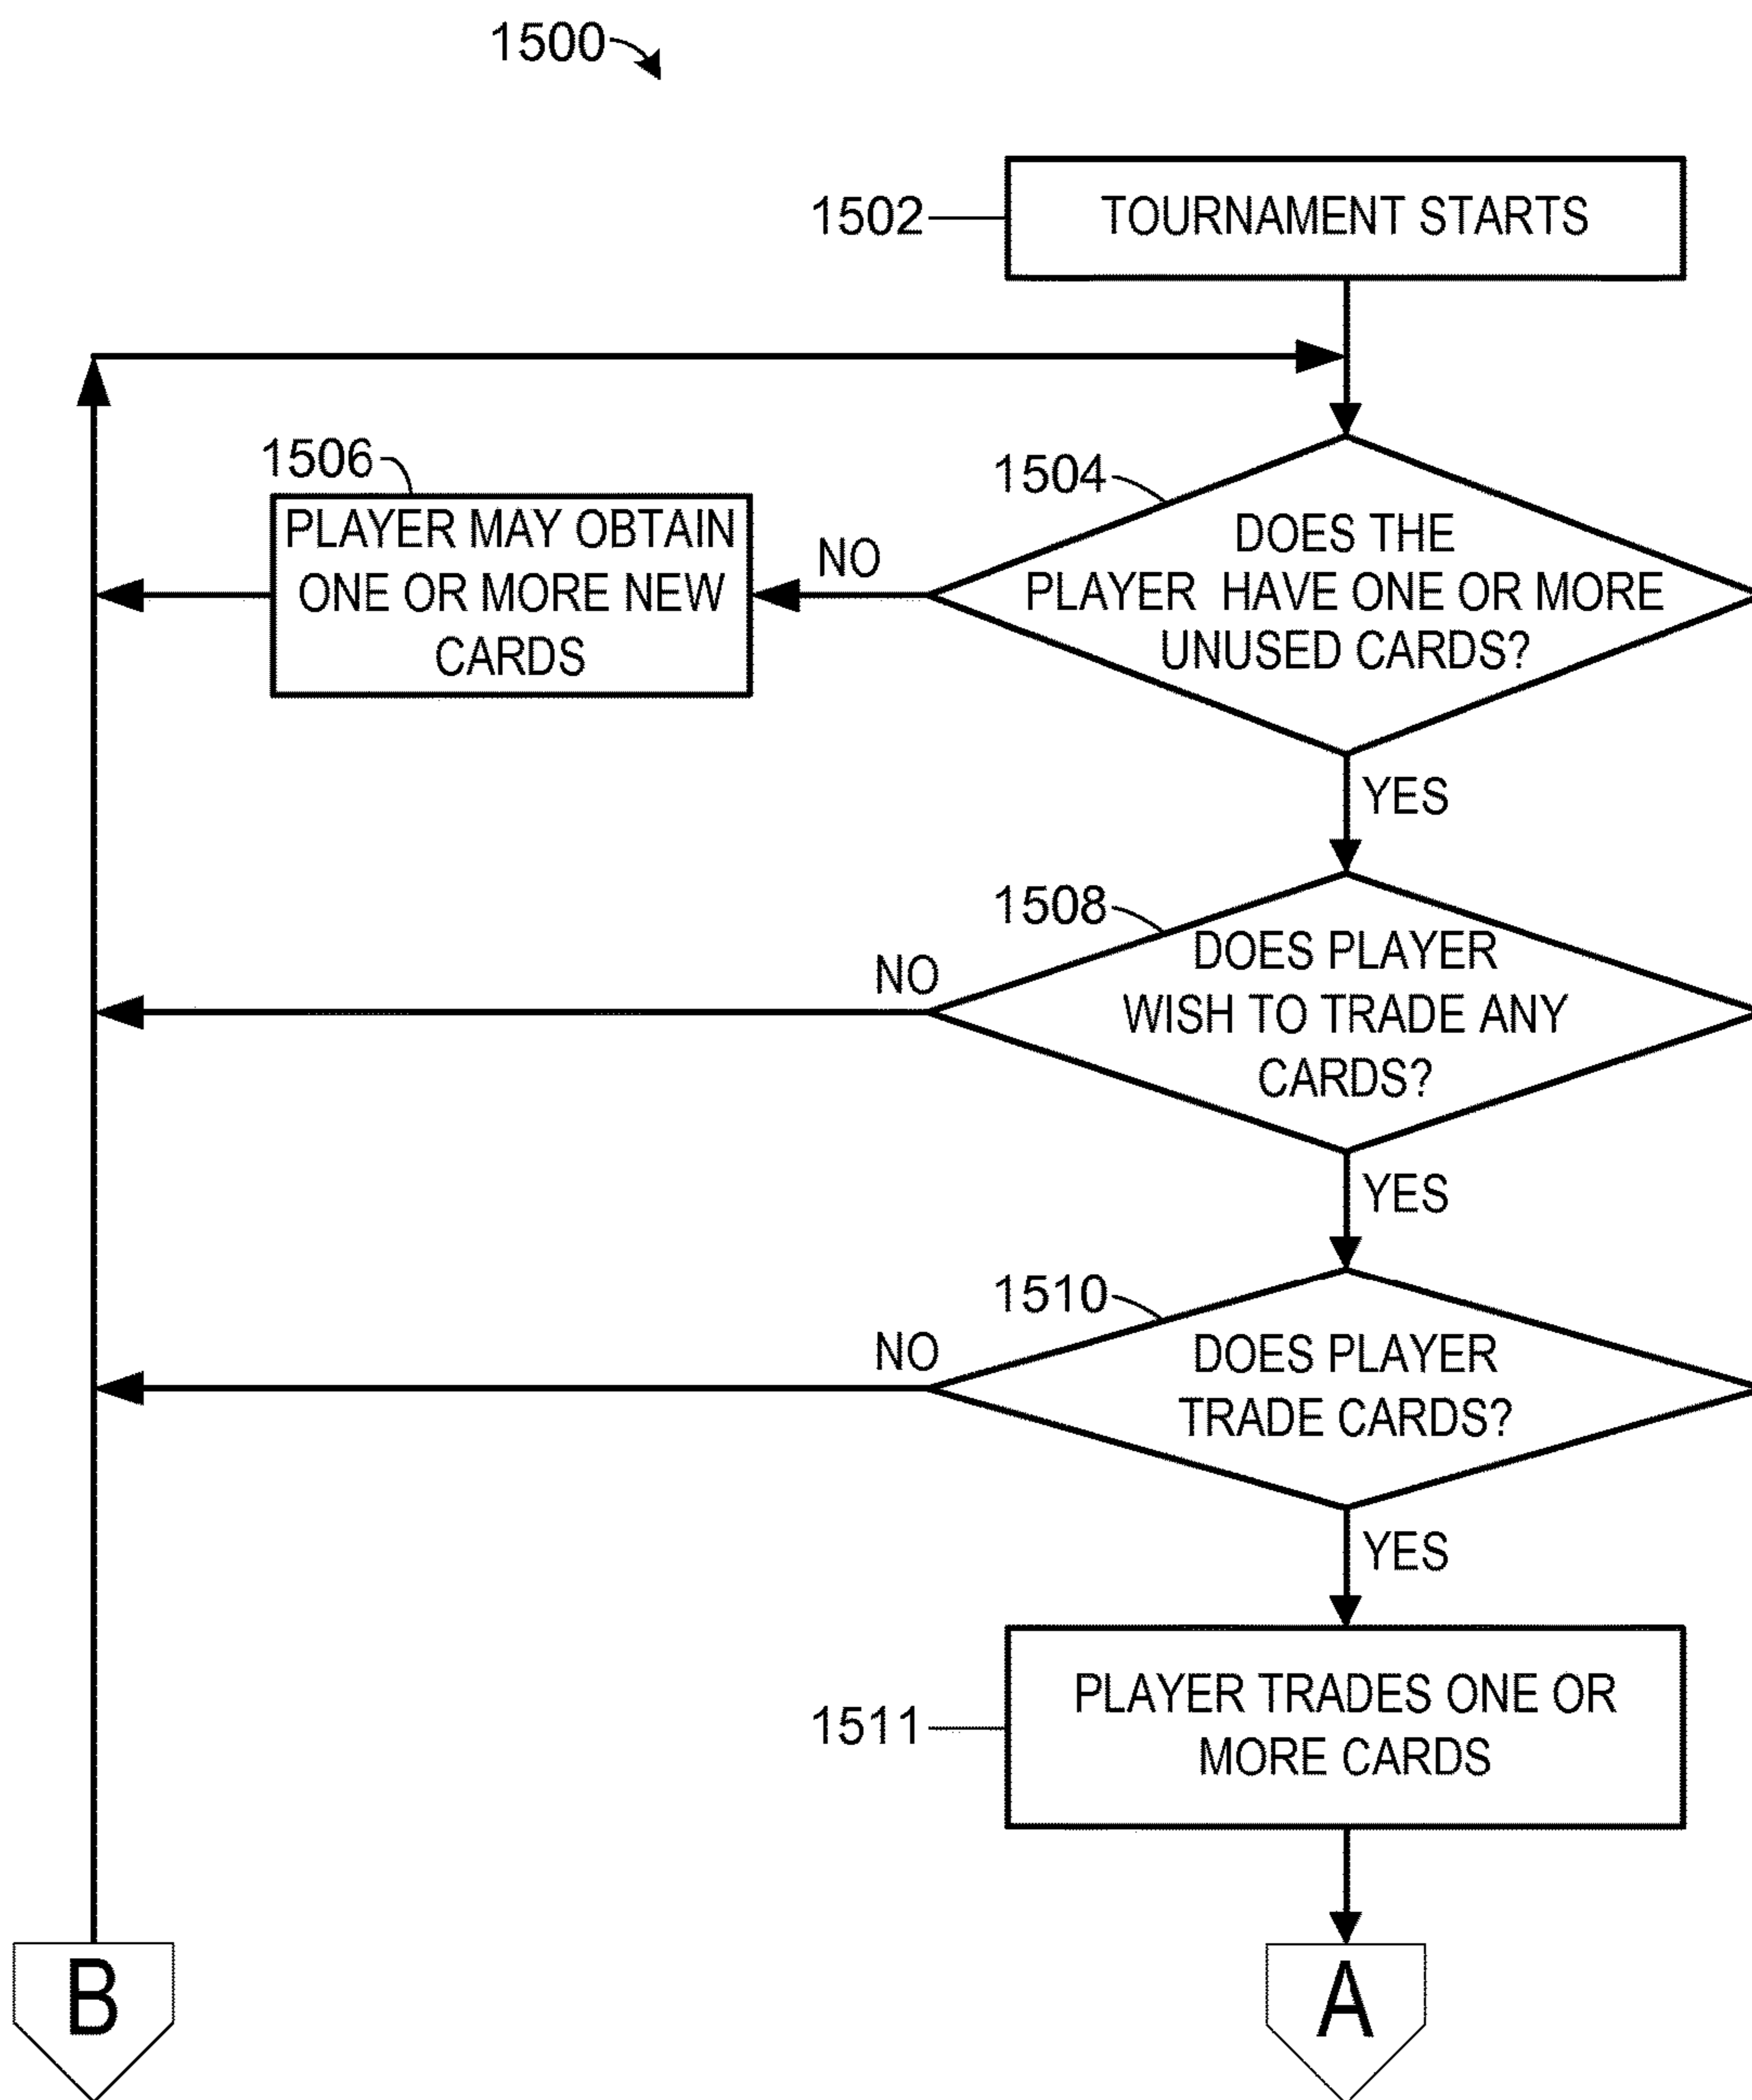 1500
1502
TOURNAMENT STARTS
1504
DOES THE
PLAYER HAVE ONE OR MORE
UNUSED CARDS?
NO
1506
PLAYER MAY OBTAIN
ONE OR MORE NEW
CARDS
YES
1508
DOES PLAYER
WISH TO TRADE ANY
CARDS?
NO
YES
1510
DOES PLAYER
TRADE CARDS?
NO
YES
1511
PLAYER TRADES ONE OR
MORE CARDS
B
A